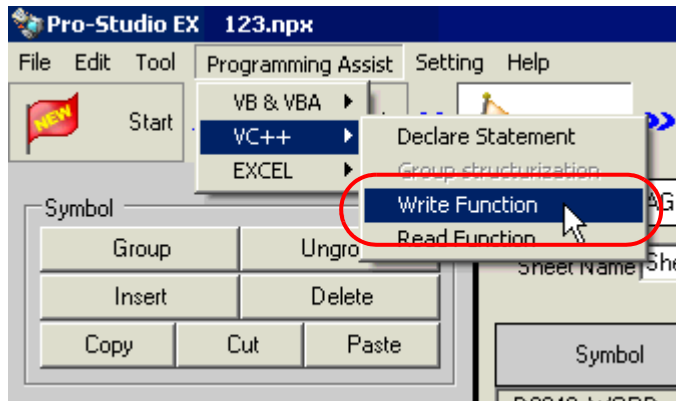 Pro-Studio EX 123.npx
File Edit Tool Programming Assist Setting Help
NEW Start
VB & VBA
VC++
EXCEL
Declare Statement
Group structurization
Write Function
Read Function
Symbol
Group
Insert Delete
Copy Cut Paste
Sheet Name
Symbol